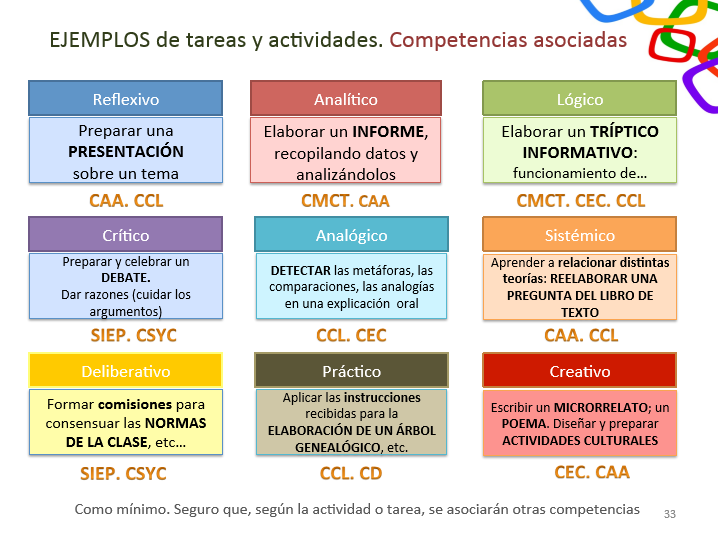 EJEMPLOS de tareas y actividades. Competencias asociadas
Reflexivo
Preparar una
PRESENTACIÓN
sobre un tema
CAA. CCL
Analítico
Elaborar un INFORME,
recopilando datos y
analizándolos
CMCT. CAA
Lógico
Elaborar un TRÍPTICO
INFORMATIVO:
funcionamiento de...
CMCT. CEC. CCL
Crítico
Preparar y celebrar un
DEBATE.
Dar razones (cuidar los
argumentos)
SIEP. CSYC
Analógico
DETECTAR las metáforas, las
comparaciones, las analogías
en una explicación oral
CCL. CEC
Sistémico
Aprender a relacionar distintas
teorías: REELABORAR UNA
PREGUNTA DEL LIBRO DE
TEXTO
CAA. CCL
Deliberativo
Formar comisiones para
consensuar las NORMAS
DE LA CLASE, etc...
SIEP. CSYC
Práctico
Aplicar las instrucciones
recibidas para la
ELABORACIÓN DE UN ÁRBOL
GENEALÓGICO, etc.
CCL. CD
Creativo
Escribir un MICRORRELATO; un
POEMA. Diseñar y preparar
ACTIVIDADES CULTURALES
CEC. CAA
Como mínimo. Seguro que, según la actividad o tarea, se asociarán otras competencias
33